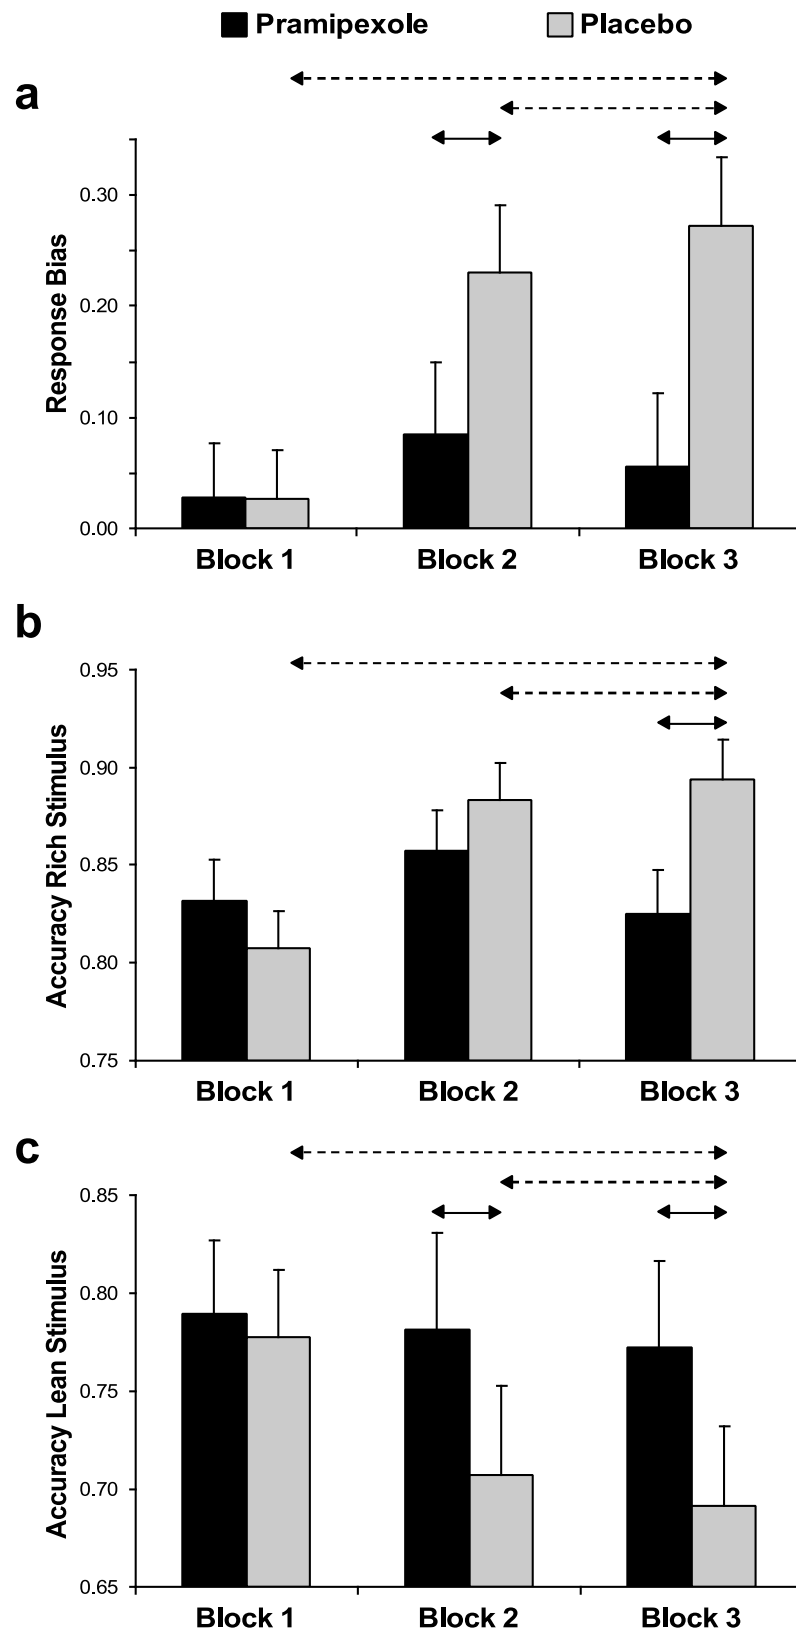 Pramipexole Placebo
a
Response Bias
0.30
0.20
0.10
0.00
Block 1 Block 2 Block 3
b
Accuracy Rich Stimulus
0.95
0.90
0.85
0.80
0.75
Block 1 Block 2 Block 3
c
Accuracy Lean Stimulus
0.85
0.80
0.75
0.70
0.65
Block 1 Block 2 Block 3